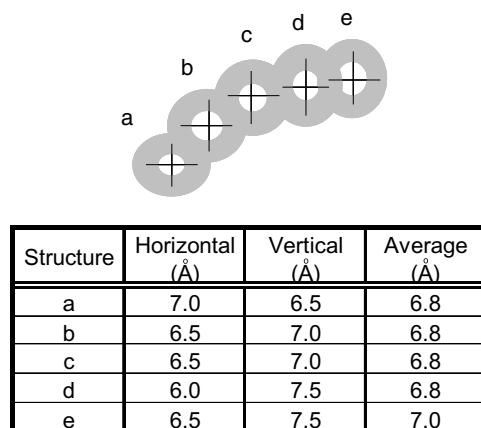 e
d
c
b
a
Structure Horizontal (Å) Vertical (Å) Average (Å)
a 7.0 6.5 6.8
b 6.5 7.0 6.8
c 6.5 7.0 6.8
d 6.0 7.5 6.8
e 6.5 7.5 7.0